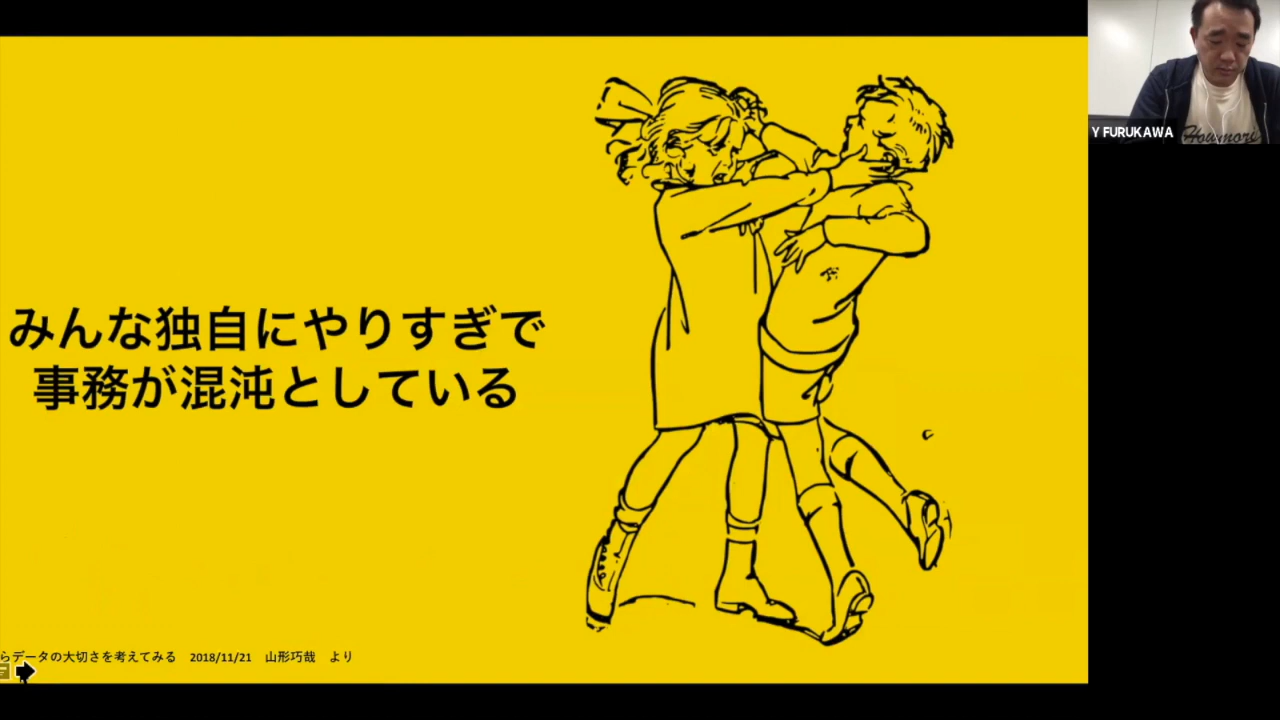 みんな独自にやりすぎで
事務が混沌としている
らデータの大切さを考えてみる 2018/11/21 山形巧哉 より
Y FURUKAWA